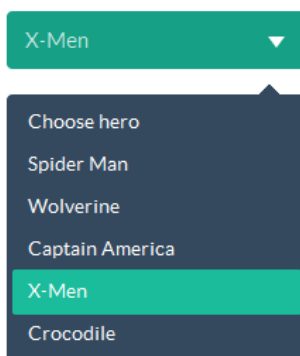 X-Men
Choose hero
Spider Man
Wolverine
Captain America
X-Men
Crocodile